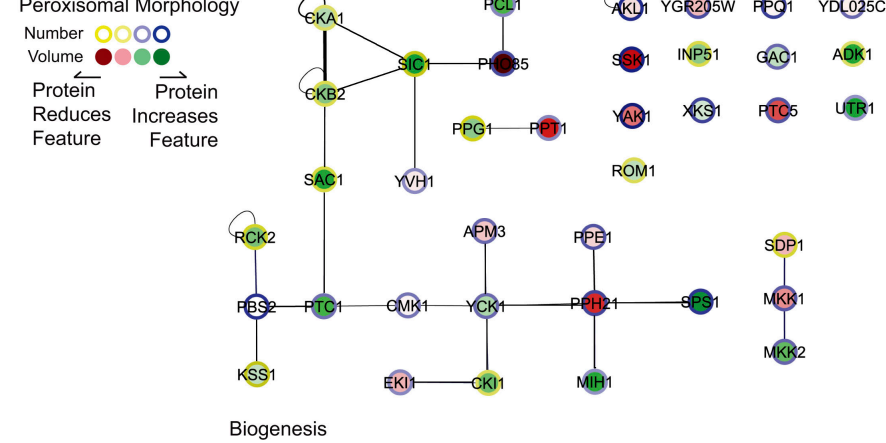 Peroxisomal Morphology
Number
Volume
Protein Reduces Feature
Protein Increases Feature
CKA1
PCL1
AKL1 YGR205W PPQ1 YDL025C
SIC1 PHO85 SSK1 INP51 GAC1 ADK1
CKB2
YAK1 XKS1 PTC5 UTR1
PPG1 PPT1
ROM1
SAC1 YVH1
RCK2 APM3 PPE1 SDP1
PBS2 PTC1 CMK1 YCK1 PPH21 SPS1 MKK1
MKK2
KSS1 EKI1 CKI1 MIH1
Biogenesis